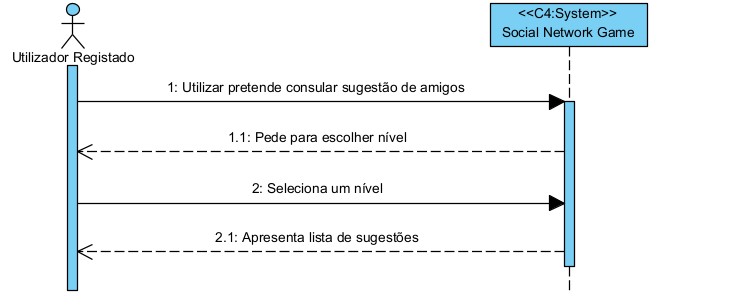 <<C4:System>>
Social Network Game
Utilizador Registado
1: Utilizar pretende consular sugestão de amigos
1.1: Pede para escolher nível
2: Seleciona um nível
2.1: Apresenta lista de sugestões